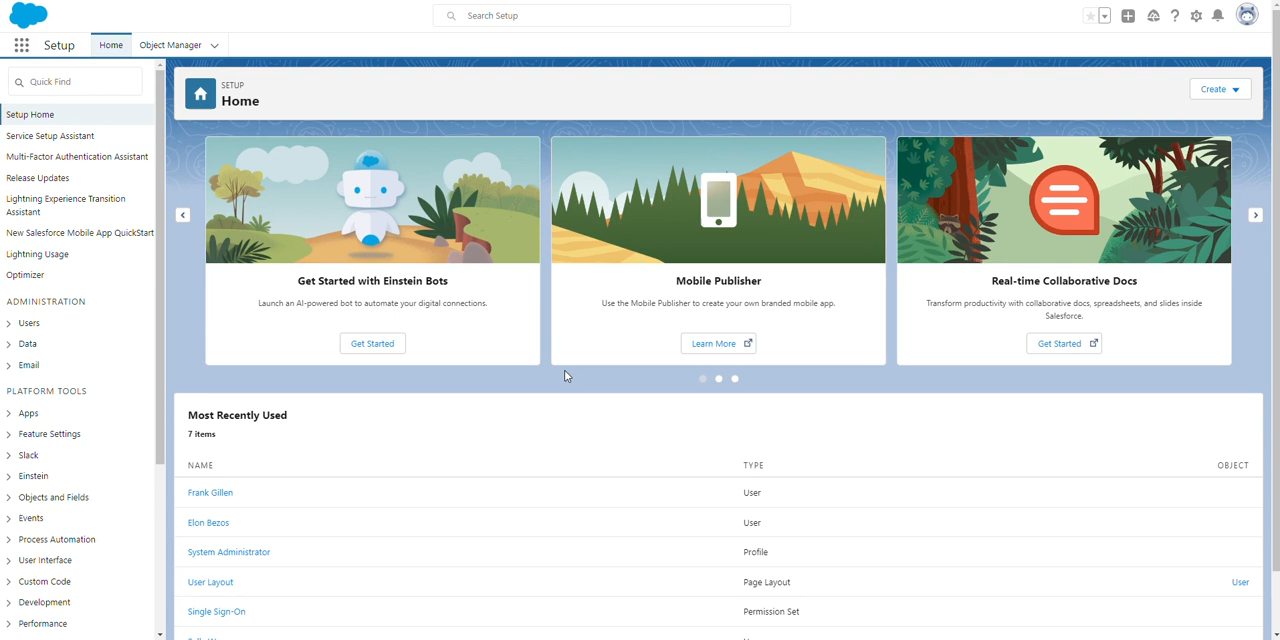 Search Setup
Setup
Home
Object Manager
Quick Find
Setup Home
Service Setup Assistant
Multi-Factor Authentication Assistant
Release Updates
Lightning Experience Transition
Assistant
New Salesforce Mobile App QuickStart
Lightning Usage
Optimizer
ADMINISTRATION
Users
Data
Email
PLATFORM TOOLS
Apps
Feature Settings
Slack
Einstein
Objects and Fields
Events
Process Automation
User Interface
Custom Code
Development
Performance
SETUP
Home
Create
Get Started with Einstein Bots
Launch an AI-powered bot to automate your digital connections.
Get Started
Mobile Publisher
Use the Mobile Publisher to create your own branded mobile app.
Learn More
Real-time Collaborative Docs
Transform productivity with collaborative docs, spreadsheets, and slides inside
Salesforce.
Get Started
Most Recently Used
7 items
NAME TYPE OBJECT
Frank Gillen User
Elon Bezos User
System Administrator Profile
User Layout Page Layout User
Single Sign-On Permission Set